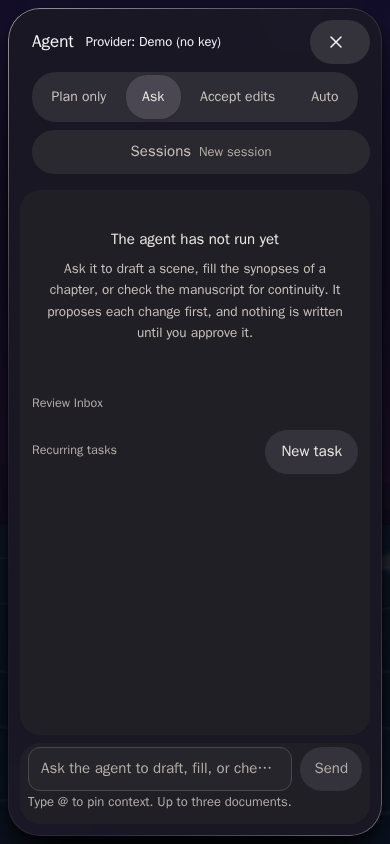 Agent Provider: Demo (no key)
Plan only Ask Accept edits Auto
Sessions New session
The agent has not run yet
Ask it to draft a scene, fill the synopses of a
chapter, or check the manuscript for continuity. It
proposes each change first, and nothing is written
until you approve it.
Review Inbox
Recurring tasks New task
Ask the agent to draft, fill, or che··· Send
Type @ to pin context. Up to three documents.